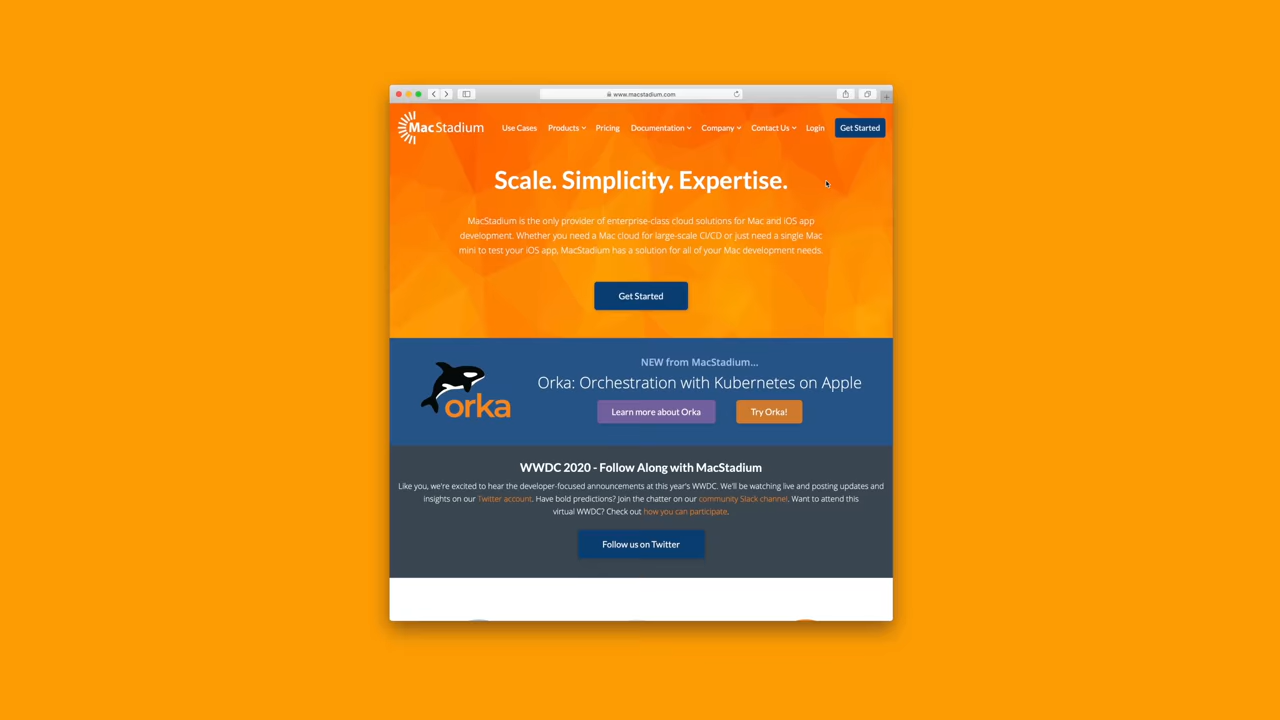 www.macstadium.com
MacStadium
Use Cases Products Pricing Documentation Company Contact Us Login Get Started
Scale. Simplicity. Expertise.
MacStadium is the only provider of enterprise-class cloud solutions for Mac and iOS app
development. Whether you need a Mac cloud for large-scale CI/CD or just need a single Mac
mini to test your iOS app, MacStadium has a solution for all of your Mac development needs.
Get Started
orka
NEW from MacStadium...
Orka: Orchestration with Kubernetes on Apple
Learn more about Orka Try Orka!
WWDC 2020 - Follow Along with MacStadium
Like you, we're excited to hear the developer-focused announcements at this year's WWDC. We'll be watching live and posting updates and
insights on our Twitter account. Have bold predictions? Join the chatter on our community Slack channel. Want to attend this
virtual WWDC? Check out how you can participate.
Follow us on Twitter